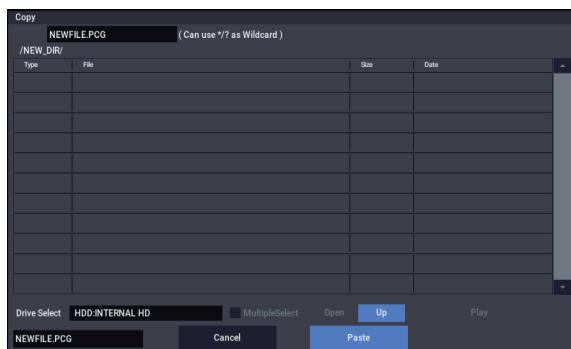 Copy
NEWFILE.PCG ( Can use */? as Wildcard )
/NEW_DIR/
Type File Size Date
Drive Select HDD:INTERNAL HD MultipleSelect Open Up Play
NEWFILE.PCG Cancel Paste